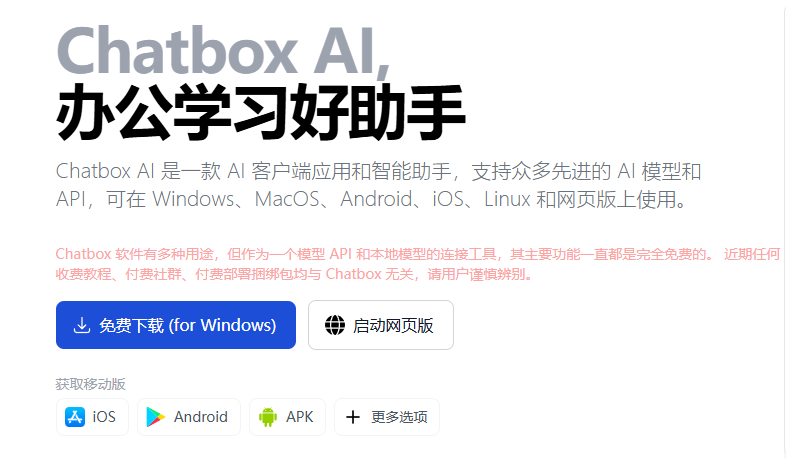 Chatbox AI,
办公学习好助手
Chatbox AI 是一款 AI 客户端应用和智能助手，支持众多先进的 AI 模型和
API，可在 Windows、MacOS、Android、iOS、Linux 和网页版上使用。
Chatbox 软件有多种用途，但作为一个模型 API 和本地模型的连接工具，其主要功能一直都是完全免费的。 近期任何
收费教程、付费社群、付费部署捆绑包均与 Chatbox 无关，请用户谨慎辨别。
免费下载 (for Windows) 启动网页版
获取移动版
iOS Android APK 更多选项